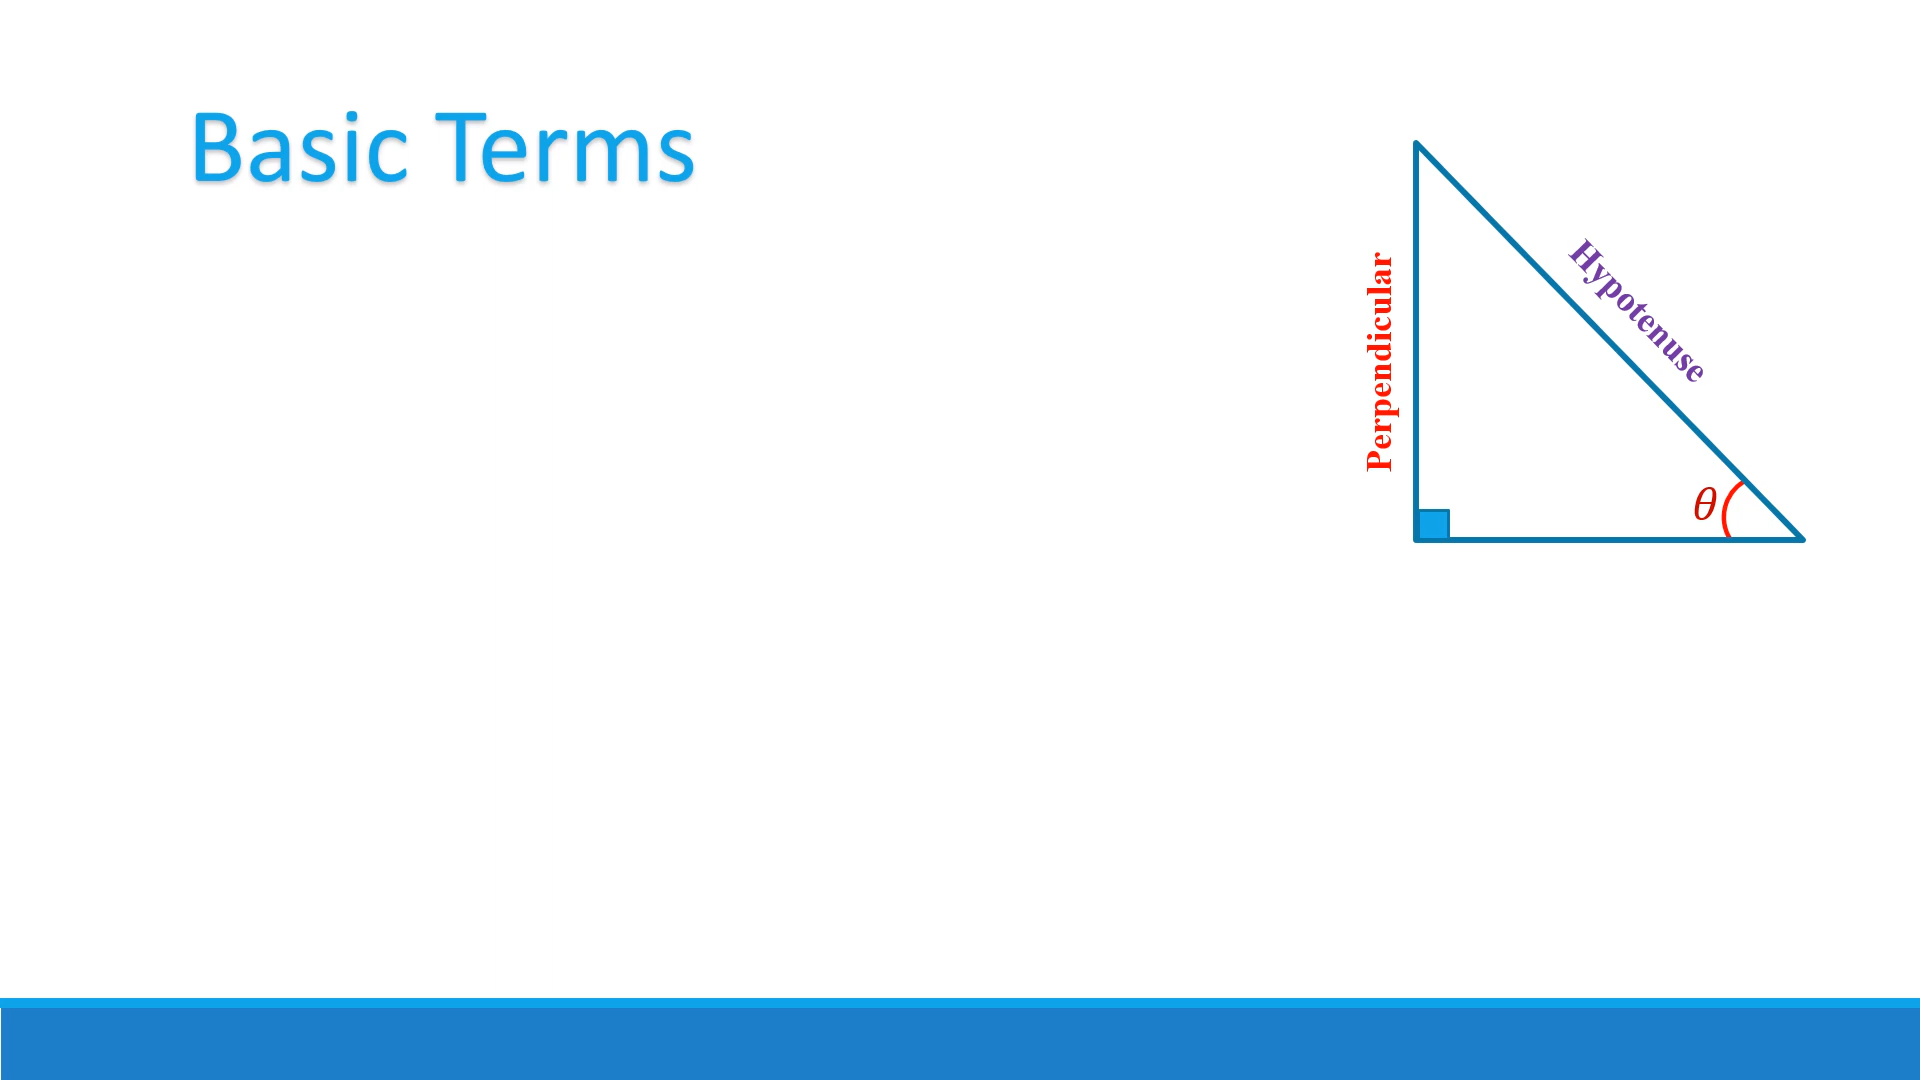 Basic Terms
Perpendicular
Hypotenuse
θ